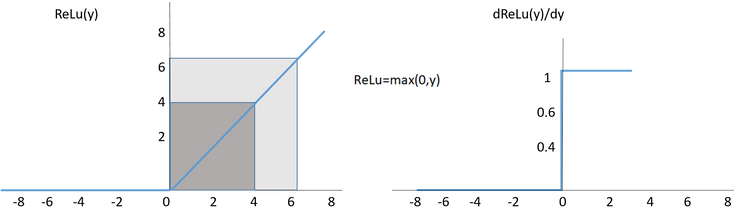 ReLu(y)
dReLu(y)/dy
8
6
4
2
ReLu=max(0,y)
1
0.6
0.4
-8 -6 -4 -2 0 2 4 6 8
-8 -6 -4 -2 0 2 4 6 8